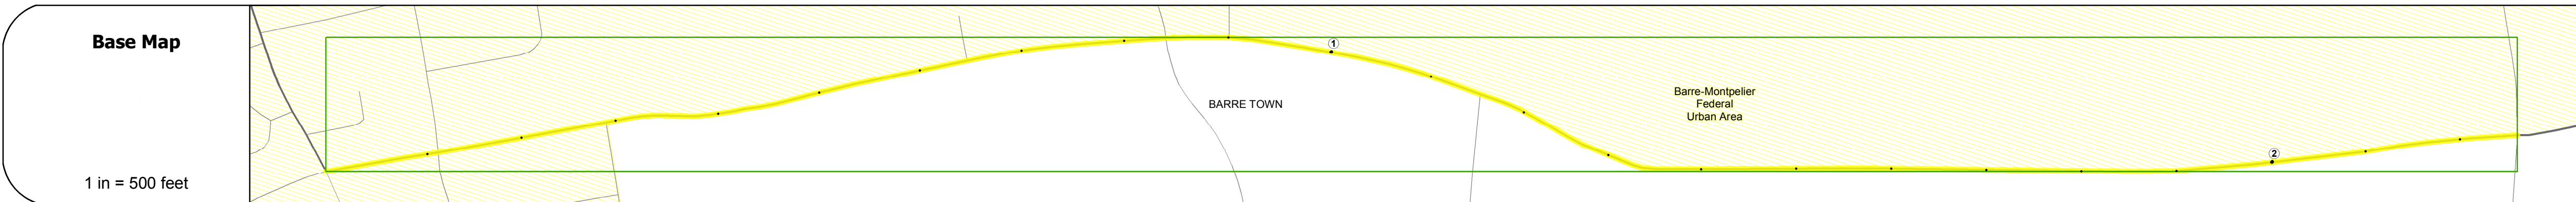 Base Map
1 in = 500 feet
BARRE TOWN
1
Barre-Montpelier
Federal
Urban Area
2